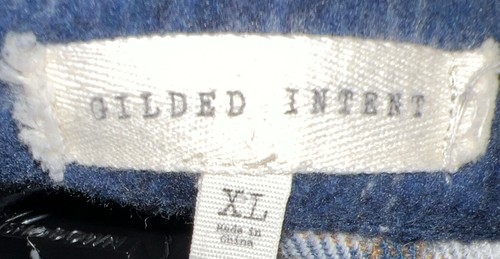 GILDED INTENT
XL
Made in
China